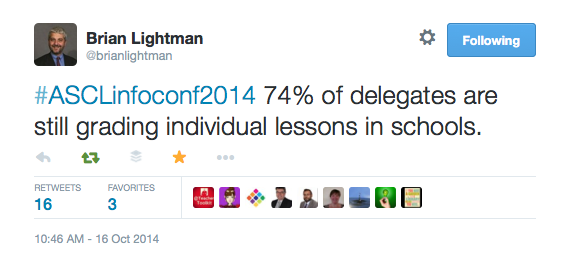 Brian Lightman
@brianlightman
Following
#ASCLinfoconf2014 74% of delegates are
still grading individual lessons in schools.
RETWEETS
16
FAVORITES
3
10:46 AM - 16 Oct 2014